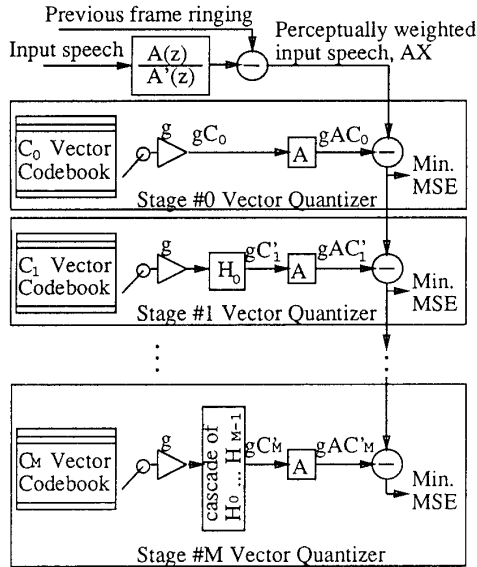 Previous frame ringing
Perceptually weighted
input speech, AX
Input speech
A(z)
A'(z)
−
g
gC₀
gAC₀
C₀ Vector
Codebook
A
−
Min.
MSE
Stage #0 Vector Quantizer
g
gC'₁
gAC'₁
C₁ Vector
Codebook
H₀
A
−
Min.
MSE
Stage #1 Vector Quantizer
g
cascade of
H₀ ... H M-1
gC'M
gAC'M
CM Vector
Codebook
A
−
Min.
MSE
Stage #M Vector Quantizer